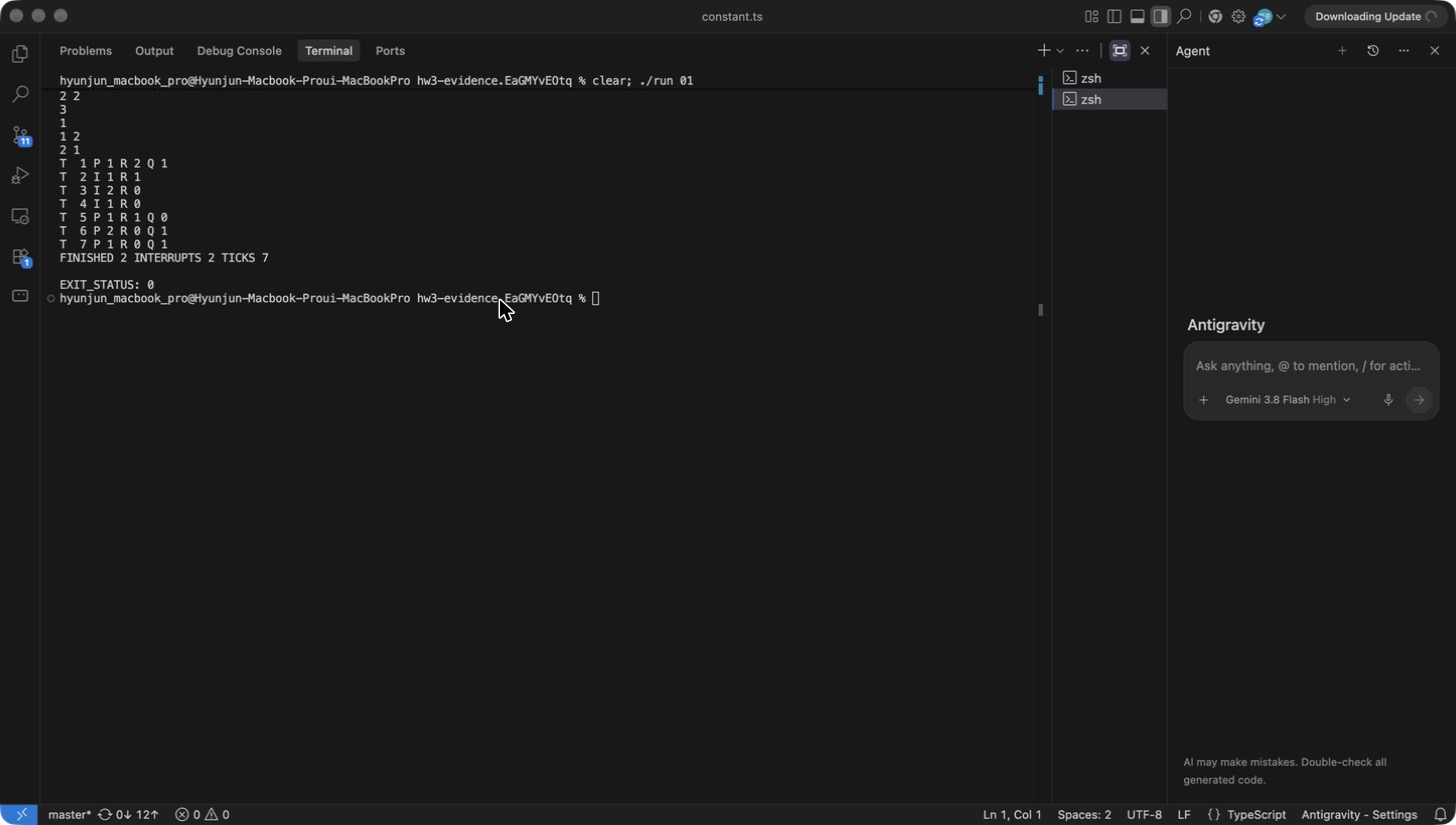 constant.ts
Downloading Update
Problems
Output
Debug Console
Terminal
Ports
hyunjun_macbook_pro@Hyunjun-Macbook-Proui-MacBookPro hw3-evidence.EaGMYvEOtq % clear; ./run 01
2 2
3
1
1 2
2 1
T  1 P 1 R 2 Q 1
T  2 I 1 R 1
T  3 I 2 R 0
T  4 I 1 R 0
T  5 P 1 R 1 Q 0
T  6 P 2 R 0 Q 1
T  7 P 1 R 0 Q 1
FINISHED 2 INTERRUPTS 2 TICKS 7
EXIT_STATUS: 0
hyunjun_macbook_pro@Hyunjun-Macbook-Proui-MacBookPro hw3-evidence.EaGMYvEOtq %
zsh
zsh
11
1
Agent
Antigravity
Ask anything, @ to mention, / for acti...
Gemini 3.8 Flash High
AI may make mistakes. Double-check all
generated code.
master* 0↓ 12↑ 0 0
Ln 1, Col 1
Spaces: 2
UTF-8
LF
{} TypeScript
Antigravity - Settings